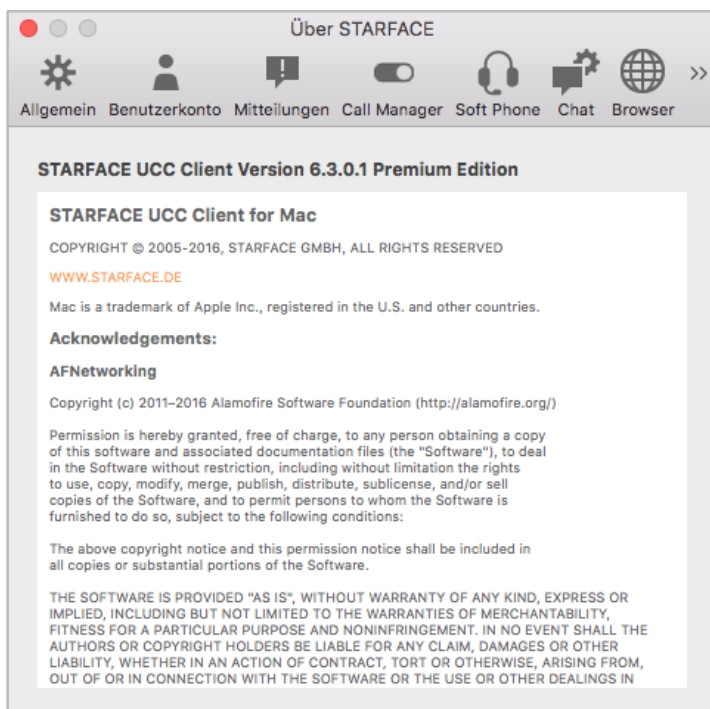 Über STARFACE
Allgemein Benutzerkonto Mitteilungen Call Manager Soft Phone Chat Browser
STARFACE UCC Client Version 6.3.0.1 Premium Edition
STARFACE UCC Client for Mac
COPYRIGHT © 2005-2016, STARFACE GMBH, ALL RIGHTS RESERVED
WWW.STARFACE.DE
Mac is a trademark of Apple Inc., registered in the U.S. and other countries.
Acknowledgements:
AFNetworking
Copyright (c) 2011–2016 Alamofire Software Foundation (http://alamofire.org/)
Permission is hereby granted, free of charge, to any person obtaining a copy
of this software and associated documentation files (the "Software"), to deal
in the Software without restriction, including without limitation the rights
to use, copy, modify, merge, publish, distribute, sublicense, and/or sell
copies of the Software, and to permit persons to whom the Software is
furnished to do so, subject to the following conditions:
The above copyright notice and this permission notice shall be included in
all copies or substantial portions of the Software.
THE SOFTWARE IS PROVIDED "AS IS", WITHOUT WARRANTY OF ANY KIND, EXPRESS OR
IMPLIED, INCLUDING BUT NOT LIMITED TO THE WARRANTIES OF MERCHANTABILITY,
FITNESS FOR A PARTICULAR PURPOSE AND NONINFRINGEMENT. IN NO EVENT SHALL THE
AUTHORS OR COPYRIGHT HOLDERS BE LIABLE FOR ANY CLAIM, DAMAGES OR OTHER
LIABILITY, WHETHER IN AN ACTION OF CONTRACT, TORT OR OTHERWISE, ARISING FROM,
OUT OF OR IN CONNECTION WITH THE SOFTWARE OR THE USE OR OTHER DEALINGS IN